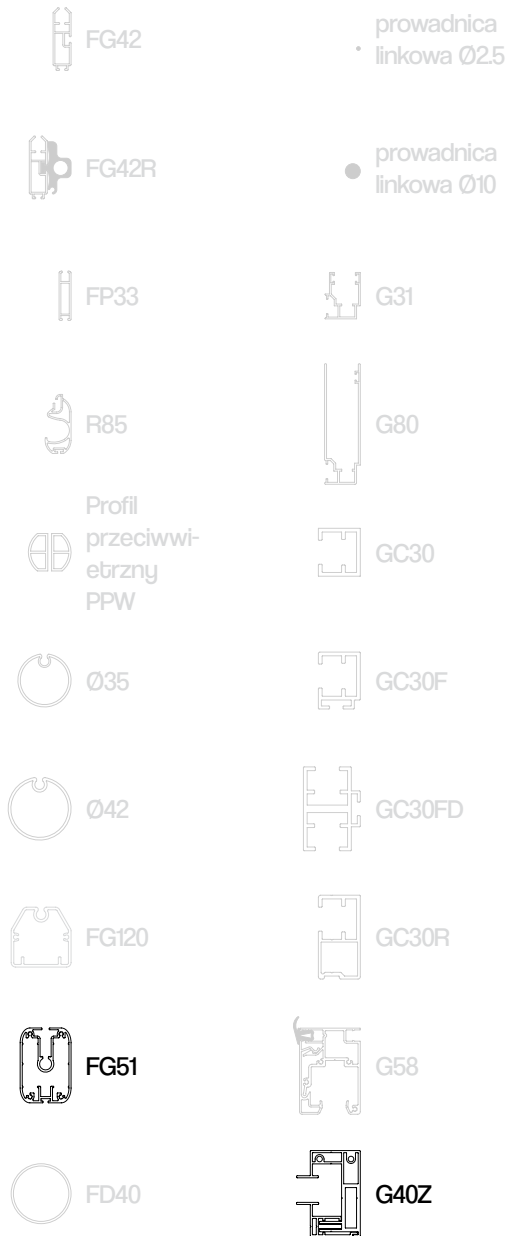 FG42
prowadnica
linkowa Ø2.5
FG42R
prowadnica
linkowa Ø10
FP33
G31
R85
G80
Profil
przeciwwi-
etrzny
PPW
GC30
Ø35
GC30F
Ø42
GC30FD
FG120
GC30R
FG51
G58
FD40
G40Z